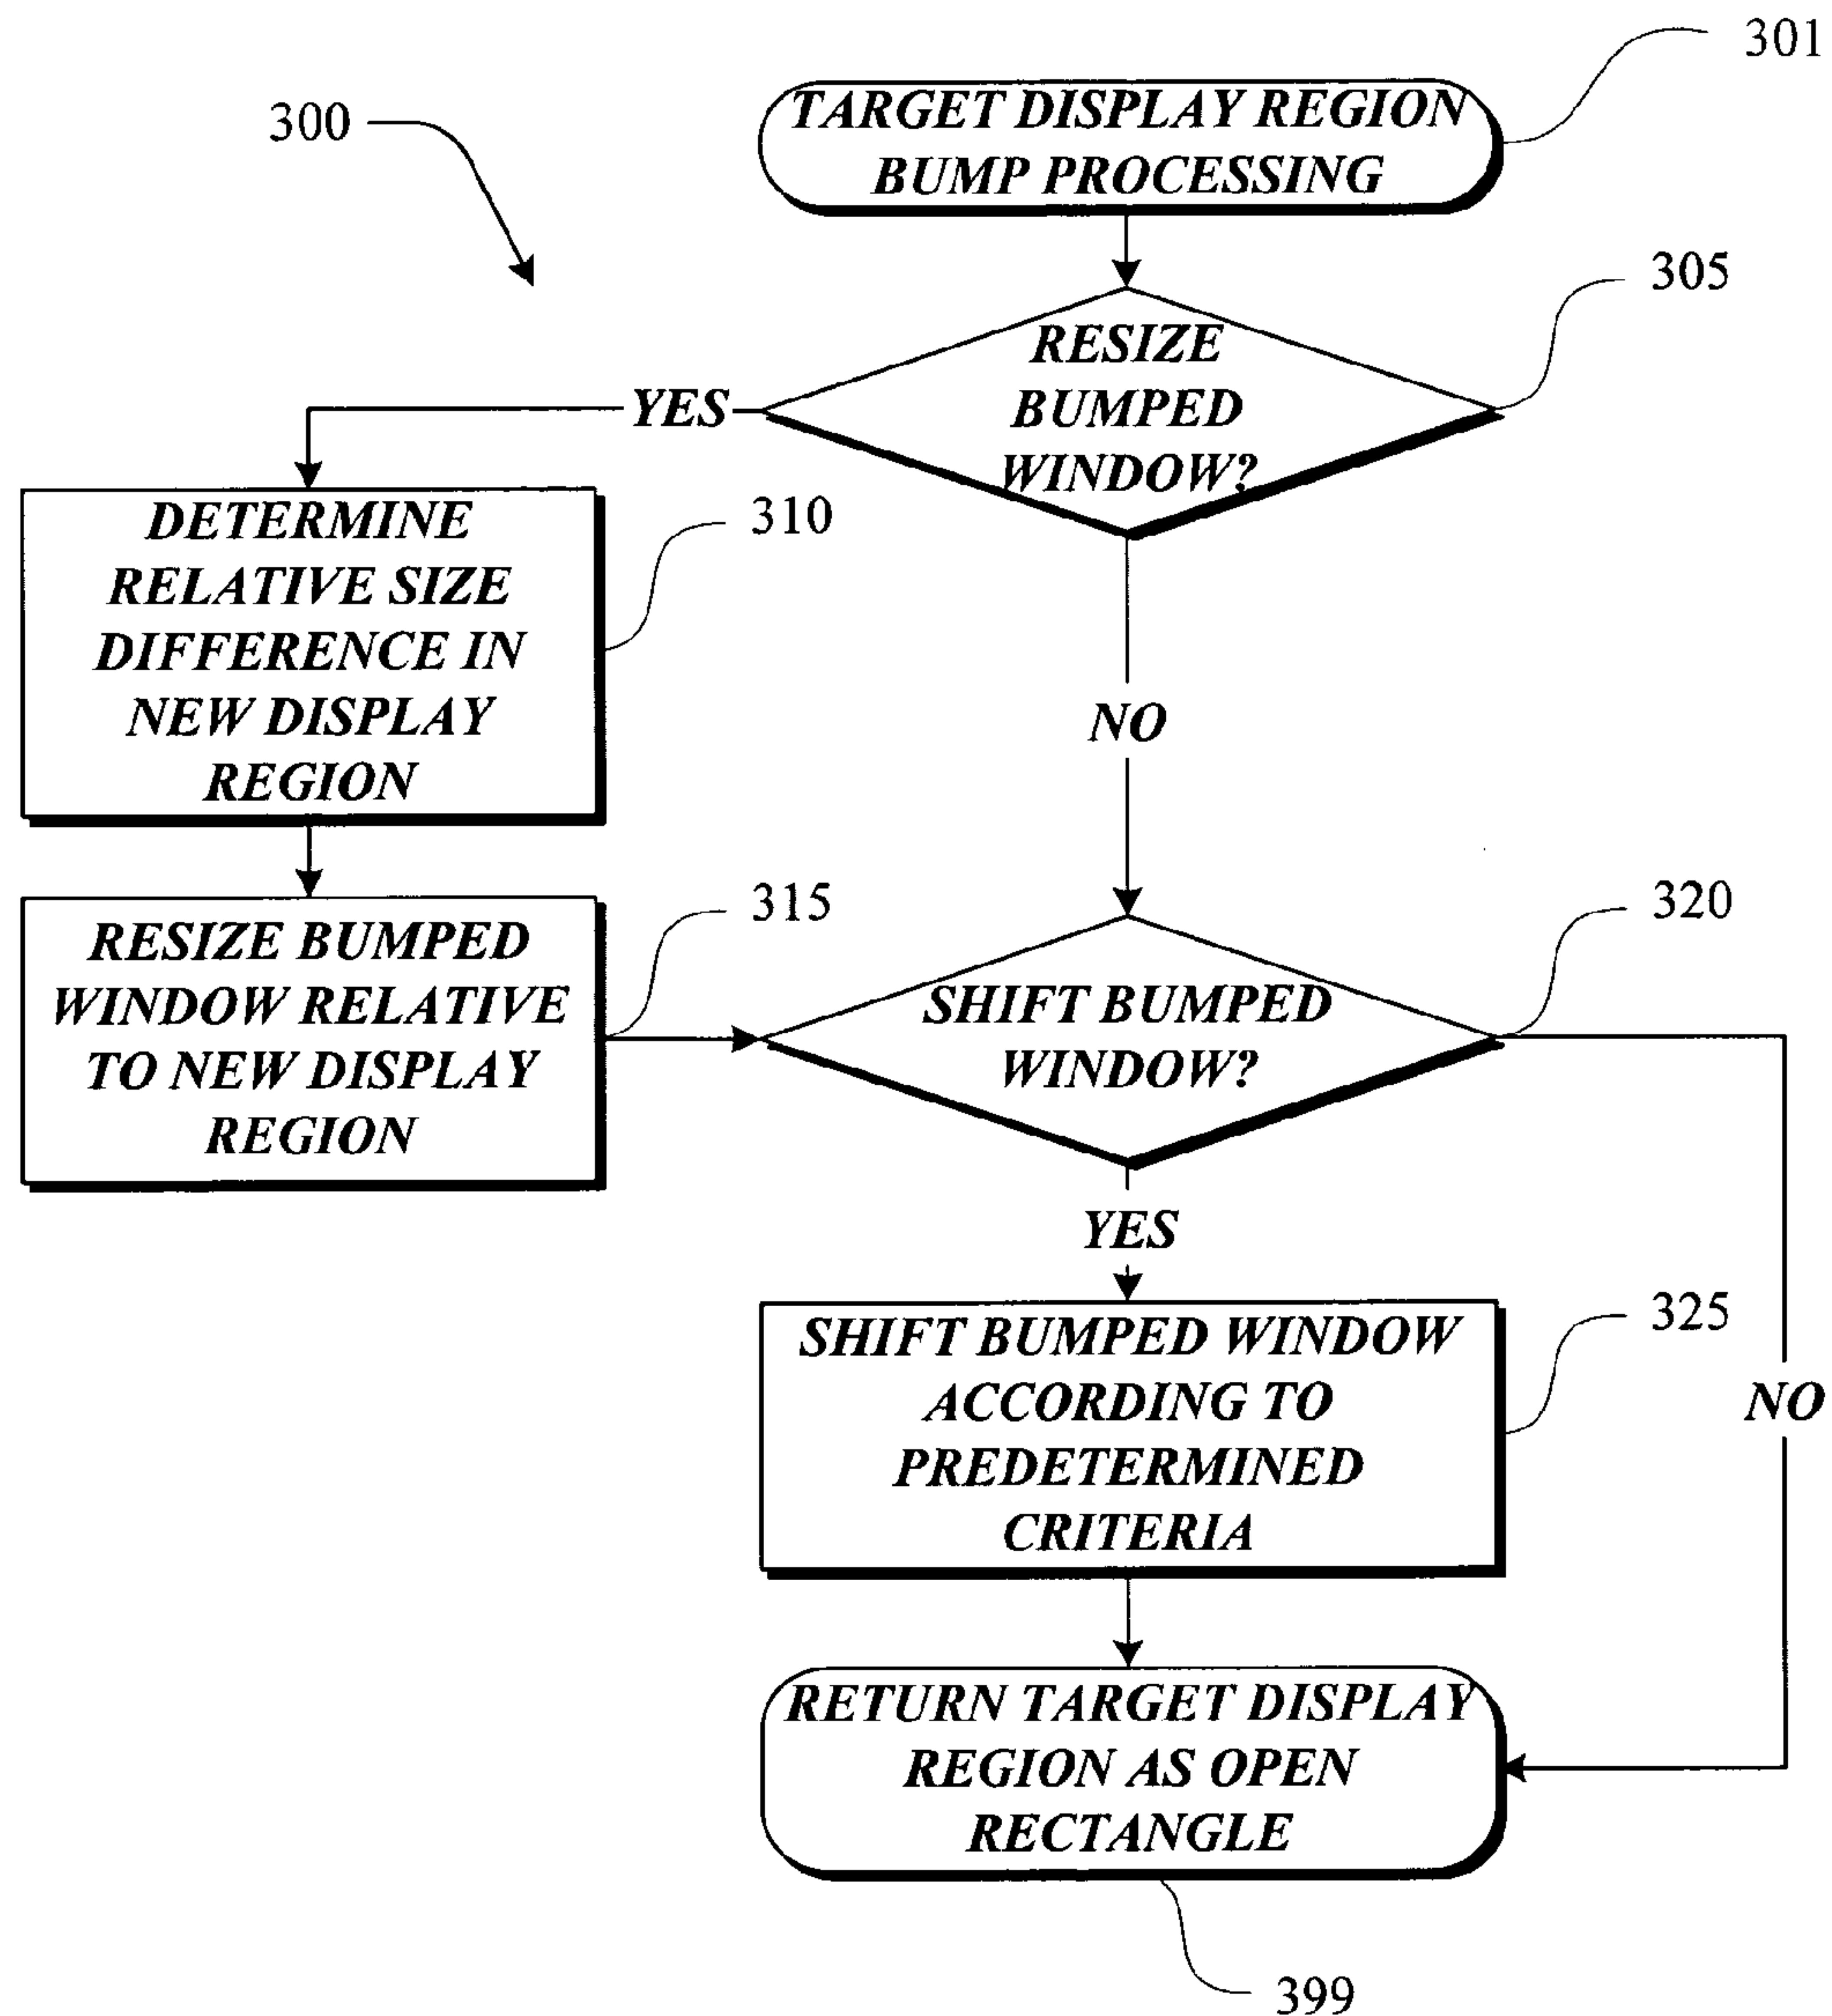 301
TARGET DISPLAY REGION
BUMP PROCESSING
300
305
RESIZE
BUMPED
WINDOW?
YES
310
DETERMINE
RELATIVE SIZE
DIFFERENCE IN
NEW DISPLAY
REGION
NO
315
RESIZE BUMPED
WINDOW RELATIVE
TO NEW DISPLAY
REGION
320
SHIFT BUMPED
WINDOW?
YES
325
SHIFT BUMPED WINDOW
ACCORDING TO
PREDETERMINED
CRITERIA
NO
RETURN TARGET DISPLAY
REGION AS OPEN
RECTANGLE
399